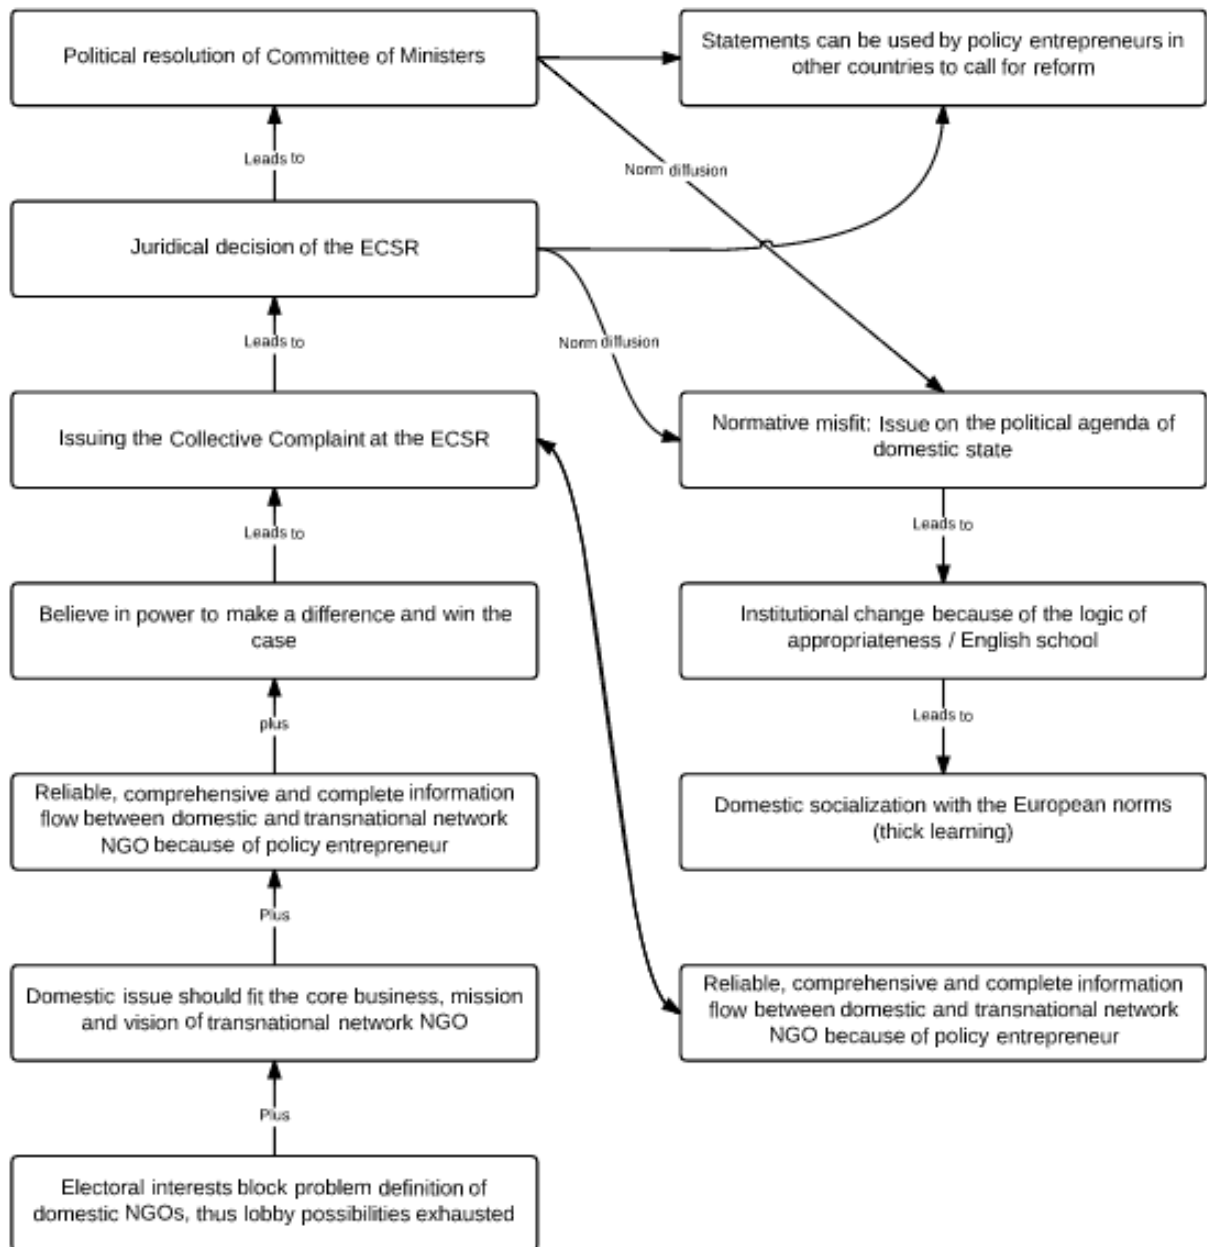 Political resolution of Committee of Ministers
Statements can be used by policy entrepreneurs in
other countries to call for reform
Leads to
Norm diffusion
Juridical decision of the ECSR
Leads to
Norm diffusion
Issuing the Collective Complaint at the ECSR
Normative misfit: Issue on the political agenda of
domestic state
Leads to
Leads to
Believe in power to make a difference and win the
case
Institutional change because of the logic of
appropriateness / English school
plus
Leads to
Reliable, comprehensive and complete information
flow between domestic and transnational network
NGO because of policy entrepreneur
Domestic socialization with the European norms
(thick learning)
Plus
Domestic issue should fit the core business, mission
and vision of transnational network NGO
Reliable, comprehensive and complete information
flow between domestic and transnational network
NGO because of policy entrepreneur
Plus
Electoral interests block problem definition of
domestic NGOs, thus lobby possibilities exhausted